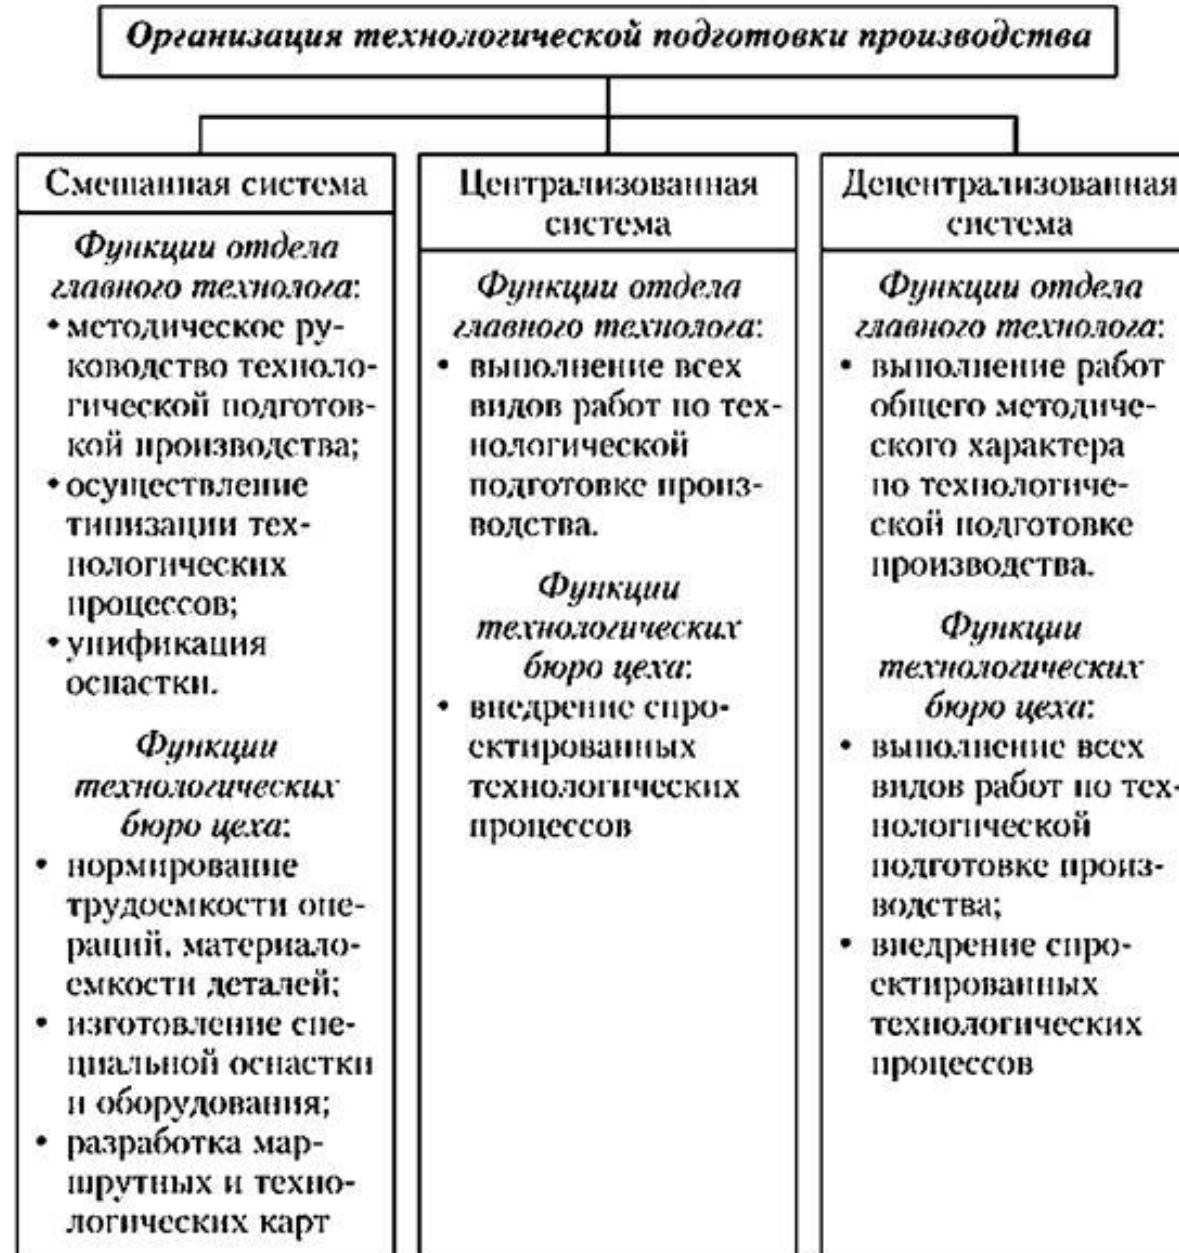 Организация технологической подготовки производства
Смешанная система
Функции отдела
главного технолога:
• методическое ру-
ководство техноло-
гической подготов-
кой производства;
• осуществление
типизации тех-
нологических
процессов;
• унификация
оснастки.
Функции
технологических
бюро цеха:
• нормирование
трудоемкости опе-
раций, материало-
емкости деталей;
• изготовление спе-
циальной оснастки
и оборудования;
• разработка мар-
шрутных и техно-
логических карт
Централизованная
система
Функции отдела
главного технолога:
• выполнение всех
видов работ по тех-
нологической
подготовке произ-
водства.
Функции
технологических
бюро цеха:
• внедрение спро-
ектированных
технологических
процессов
Децентрализованная
система
Функции отдела
главного технолога:
• выполнение работ
общего методиче-
ского характера
по технологиче-
ской подготовке
производства.
Функции
технологических
бюро цеха:
• выполнение всех
видов работ по тех-
нологической
подготовке произ-
водства;
• внедрение спро-
ектированных
технологических
процессов